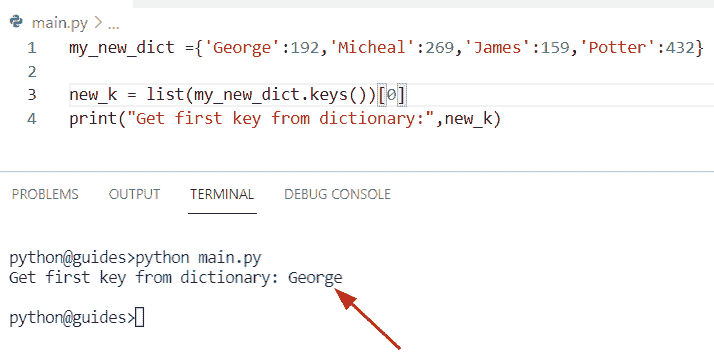 main.py > ...
1 my_new_dict ={'George':192,'Micheal':269,'James':159,'Potter':432}
2
3 new_k = list(my_new_dict.keys())[0]
4 print("Get first key from dictionary:",new_k)
PROBLEMS OUTPUT TERMINAL DEBUG CONSOLE
python@guides>python main.py
Get first key from dictionary: George
python@guides>